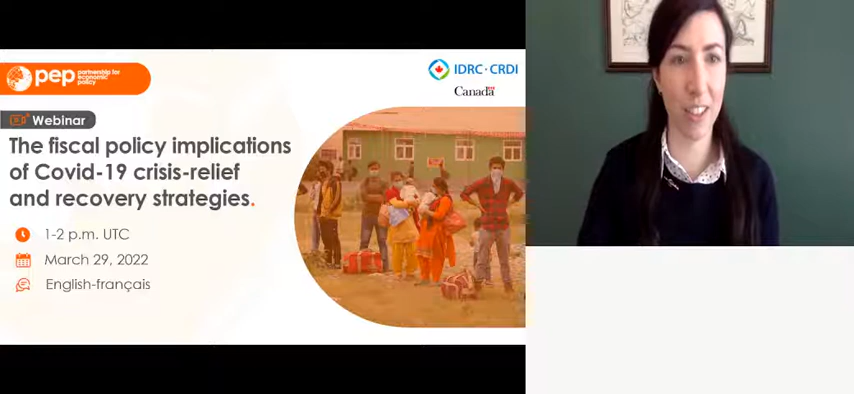 pep partnership for
economic
policy
IDRC · CRDI
Canada
Webinar
The fiscal policy implications
of Covid-19 crisis-relief
and recovery strategies.
1-2 p.m. UTC
March 29, 2022
English-français